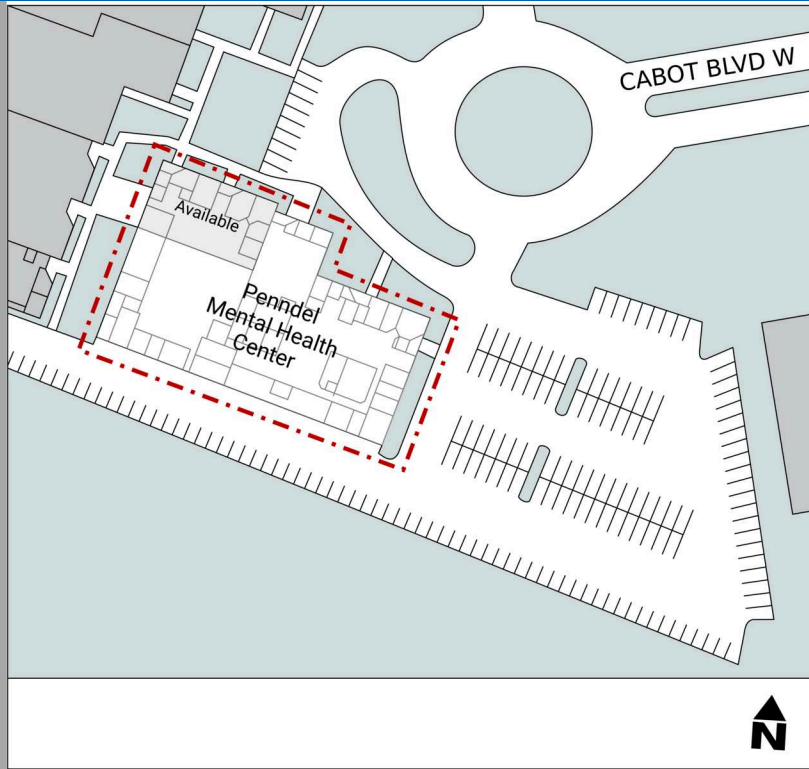 CABOT BLVD W
Available
Penndel
Mental Health
Center
N